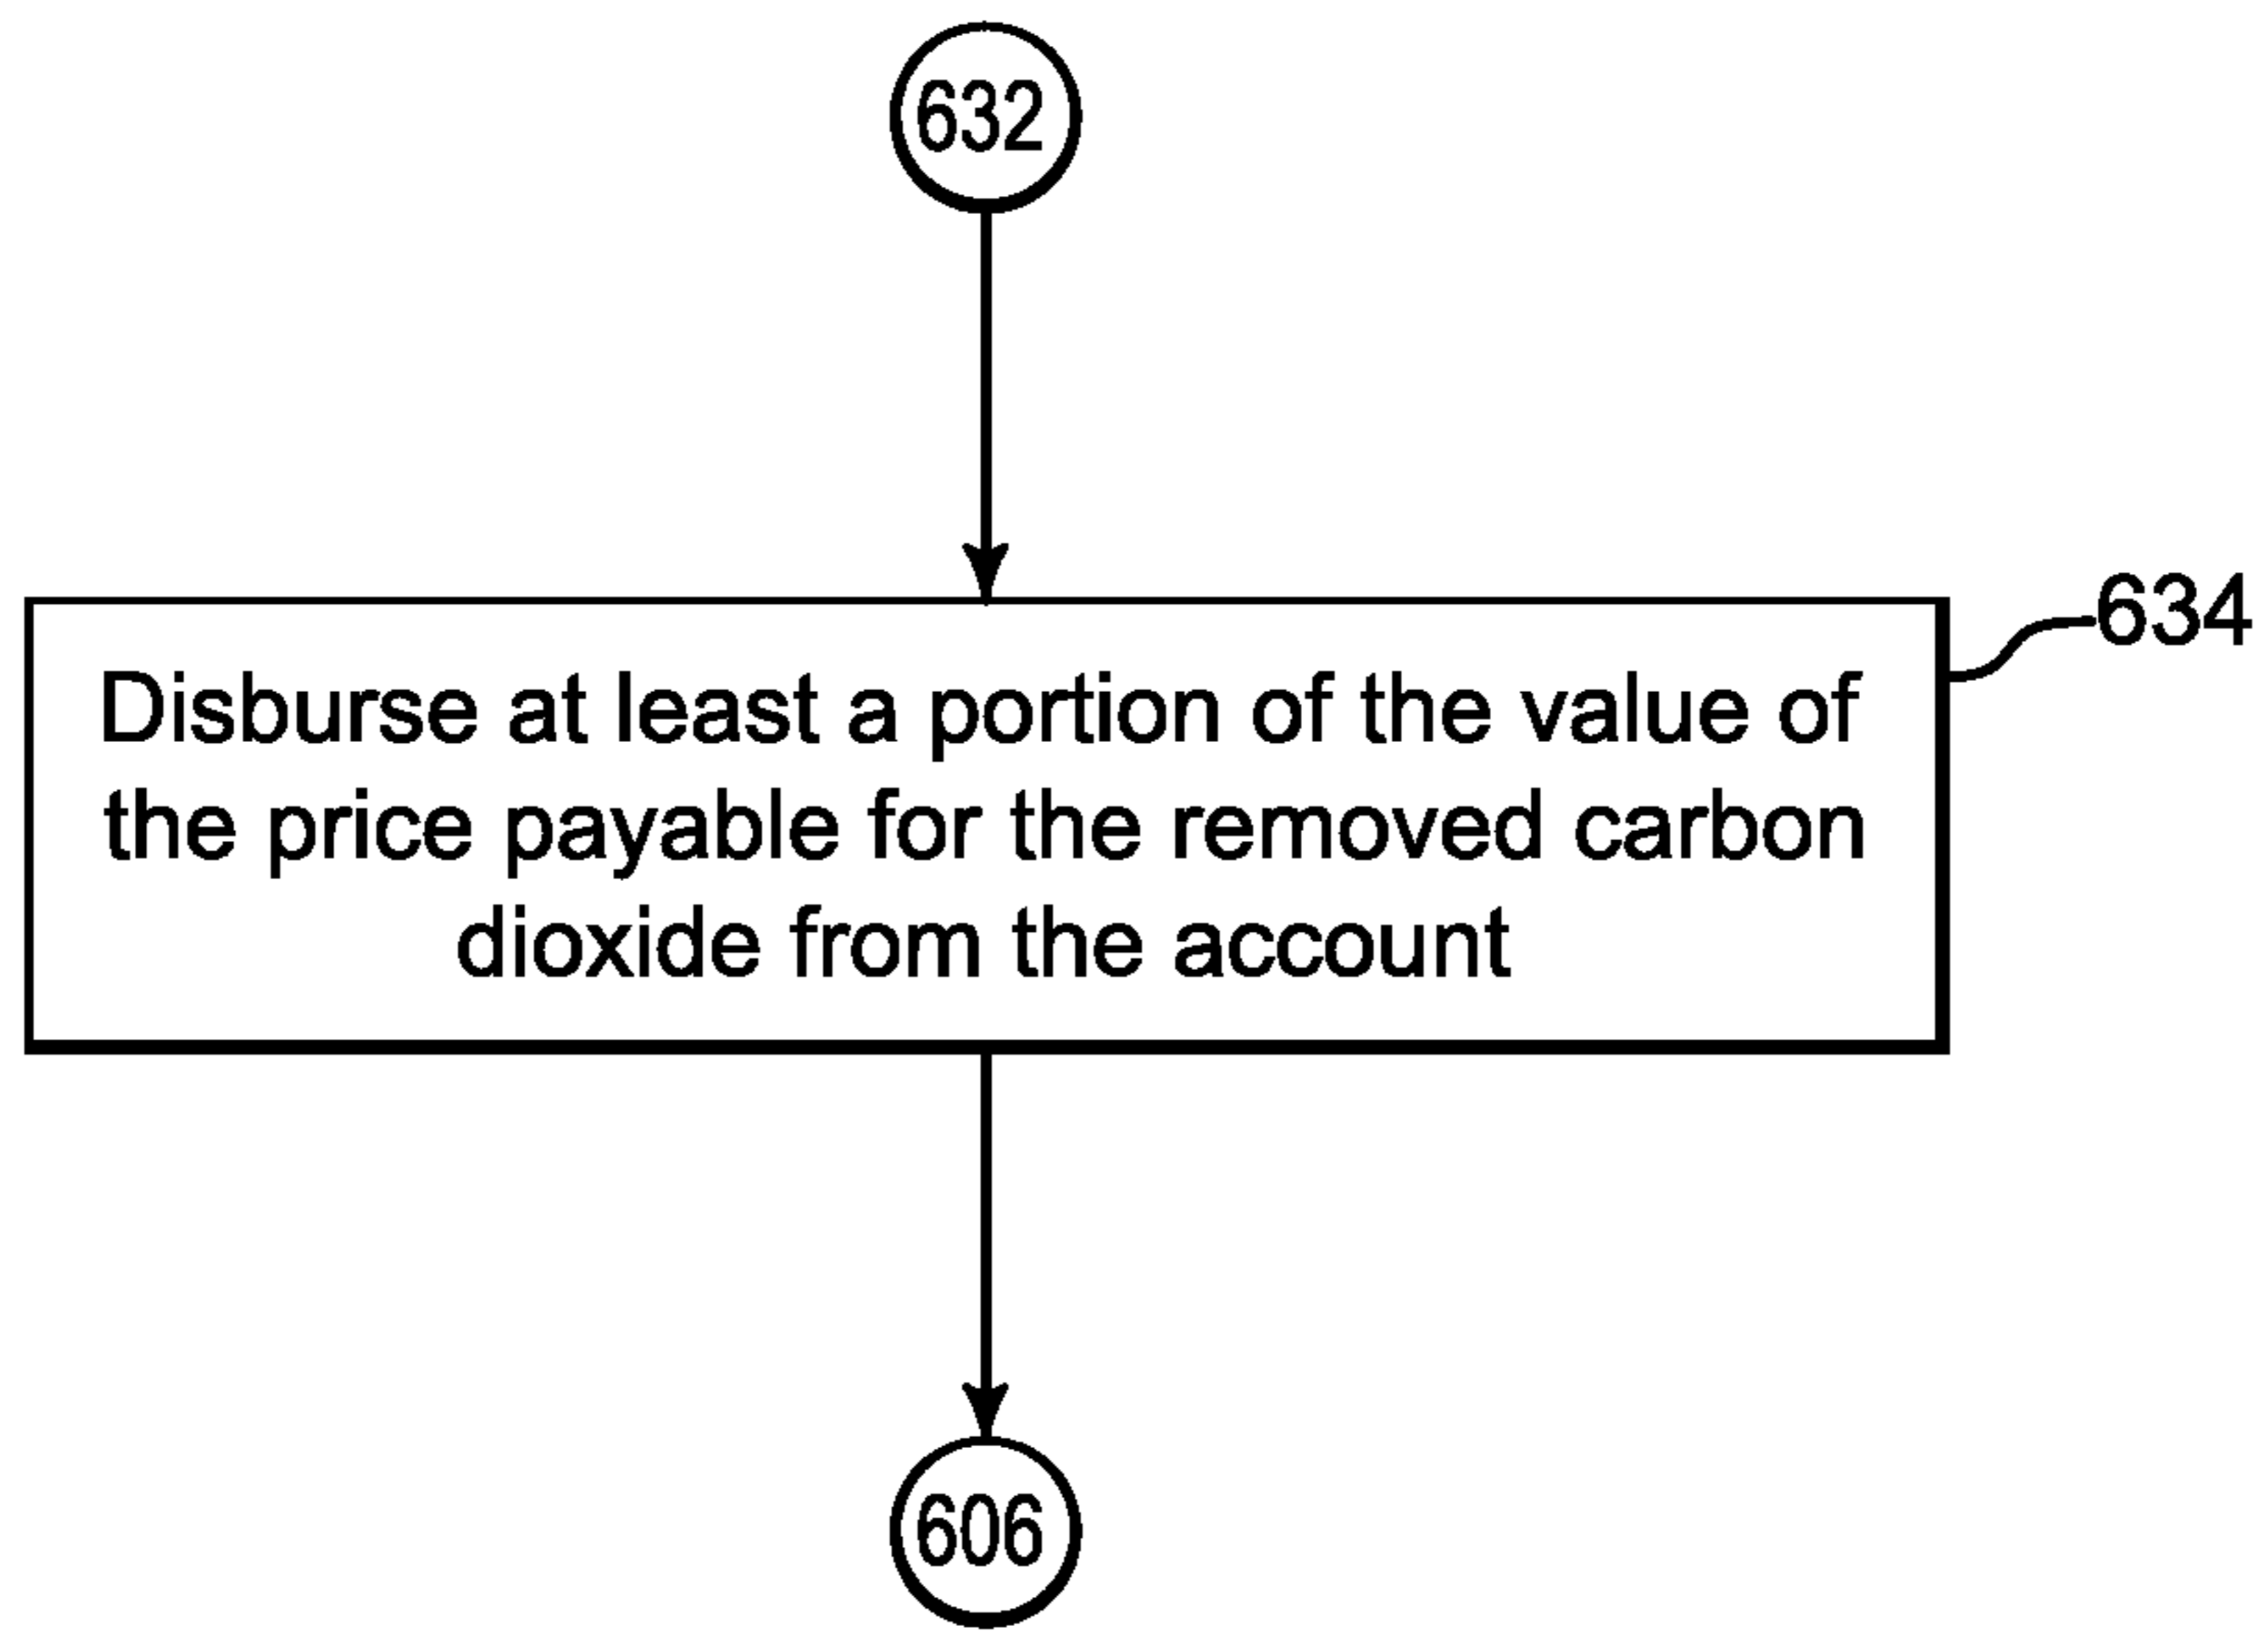 632
634
Disburse at least a portion of the value of
the price payable for the removed carbon
dioxide from the account
606